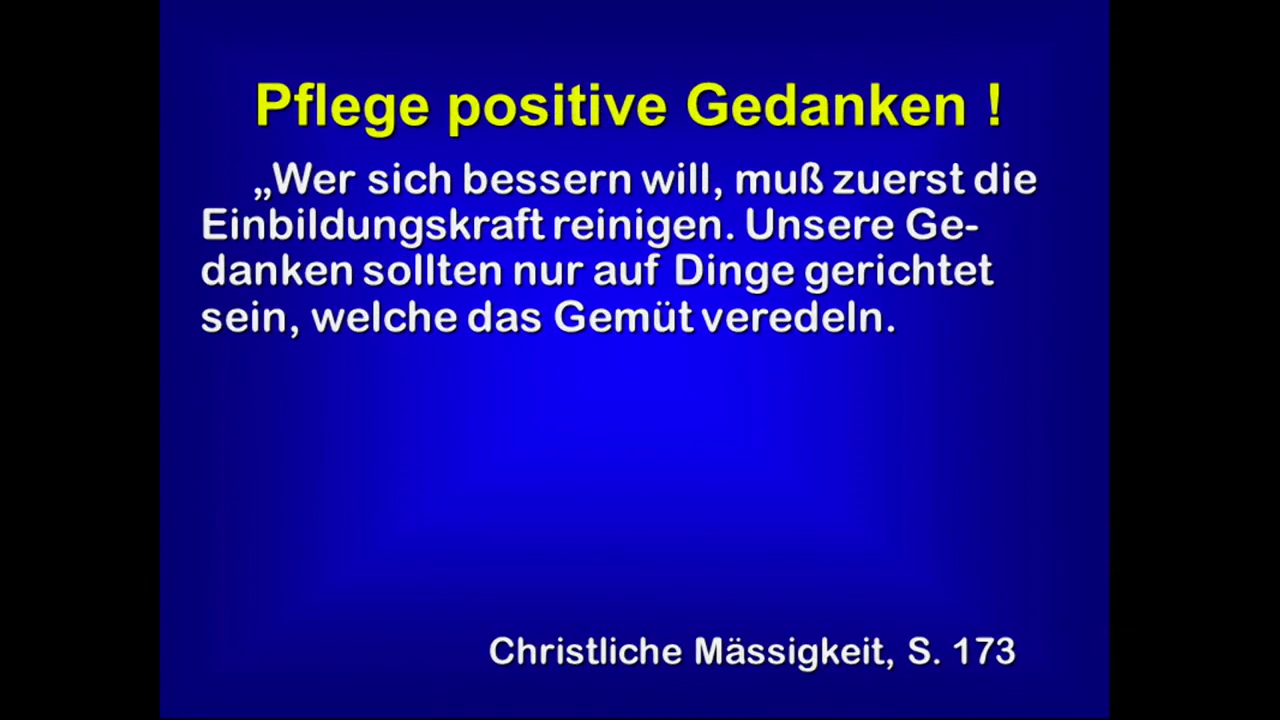 Pflege positive Gedanken !
„Wer sich bessern will, muß zuerst die
Einbildungskraft reinigen. Unsere Ge-
danken sollten nur auf Dinge gerichtet
sein, welche das Gemüt veredeln.
Christliche Mässigkeit, S. 173